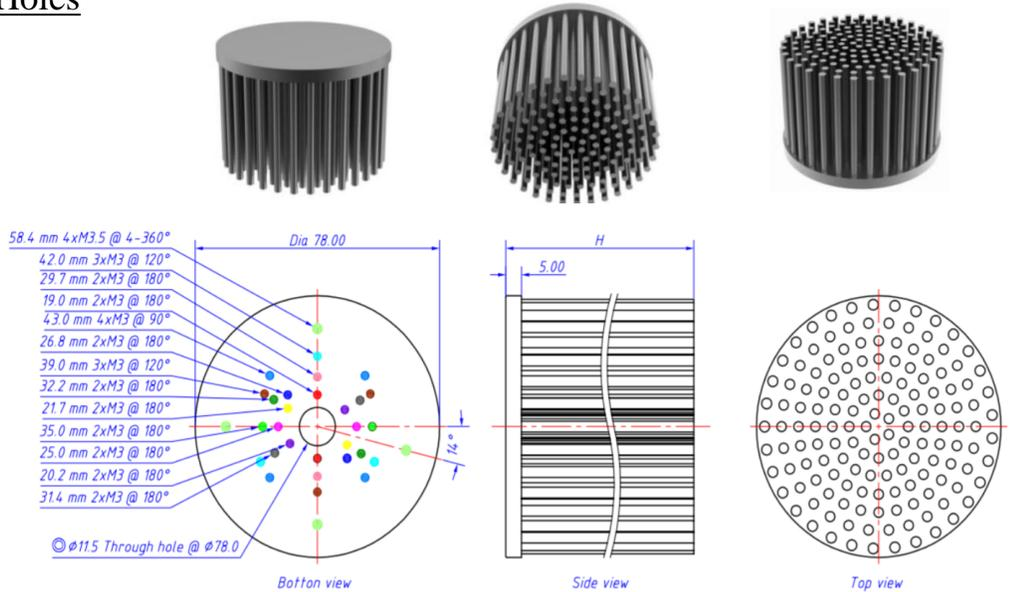 Holes
58.4 mm 4xM3.5 @ 4-360°
42.0 mm 3xM3 @ 120°
29.7 mm 2xM3 @ 180°
19.0 mm 2xM3 @ 180°
43.0 mm 4xM3 @ 90°
26.8 mm 2xM3 @ 180°
39.0 mm 3xM3 @ 120°
32.2 mm 2xM3 @ 180°
21.7 mm 2xM3 @ 180°
35.0 mm 2xM3 @ 180°
25.0 mm 2xM3 @ 180°
20.2 mm 2xM3 @ 180°
31.4 mm 2xM3 @ 180°
Ø11.5 Through hole @ Ø78.0
Dia 78.00
14°
Botton view
H
5.00
Side view
Top view